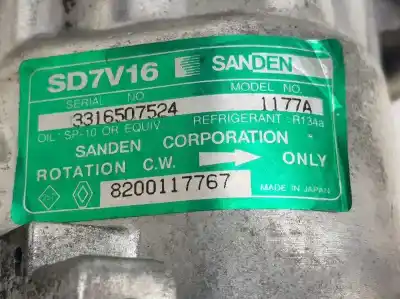 SD7V16 SANDEN
SERIAL NO. MODEL NO.
3316507524 1177A
OIL: SP-10 OR EQUIV. REFRIGERANT: R134a
SANDEN CORPORATION
ROTATION C.W. ONLY
8200117767 MADE IN JAPAN